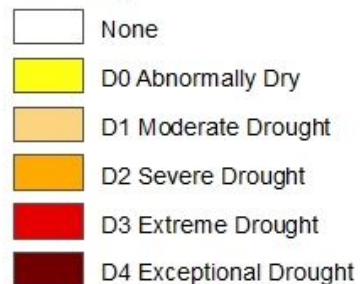 None
D0 Abnormally Dry
D1 Moderate Drought
D2 Severe Drought
D3 Extreme Drought
D4 Exceptional Drought